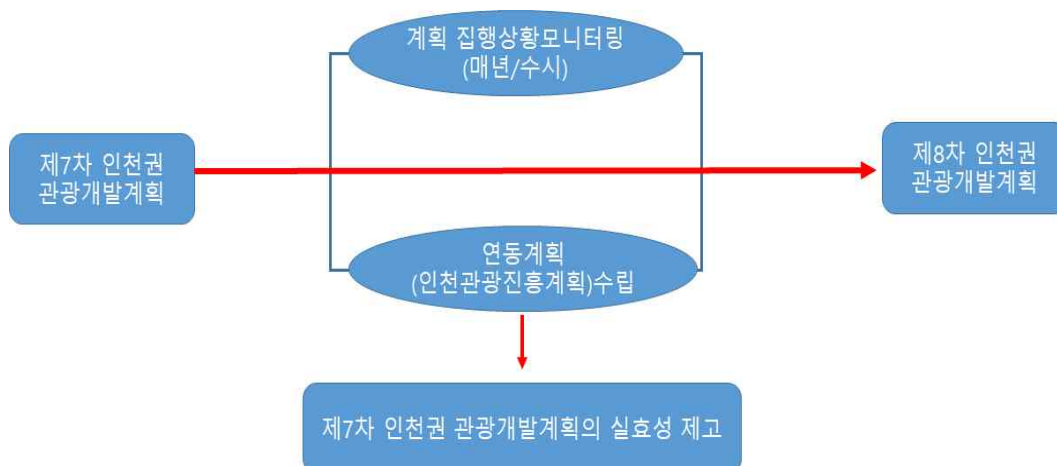 계획 집행상황모니터링
(매년/수시)
제7차 인천권
관광개발계획
제8차 인천권
관광개발계획
연동계획
(인천관광진흥계획)수립
제7차 인천권 관광개발계획의 실효성 제고